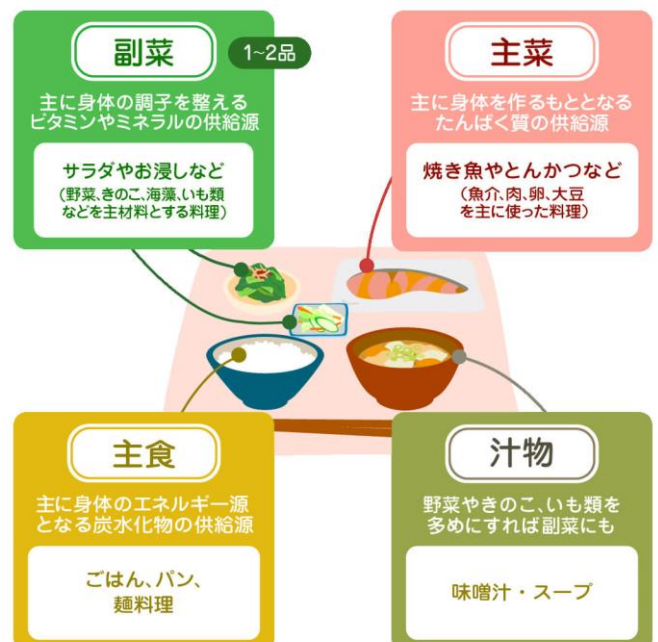 副菜
1~2品
主に身体の調子を整える
ビタミンやミネラルの供給源
サラダやお浸しなど
(野菜、きのこ、海藻、いも類
などを主材料とする料理)
主菜
主に身体を作るもととなる
たんぱく質の供給源
焼き魚やとんかつなど
(魚介、肉、卵、大豆
を主に使った料理)
主食
主に身体のエネルギー源
となる炭水化物の供給源
ごはん、パン、
麺料理
汁物
野菜やきのこ、いも類を
多めにすれば副菜にも
味噌汁・スープ